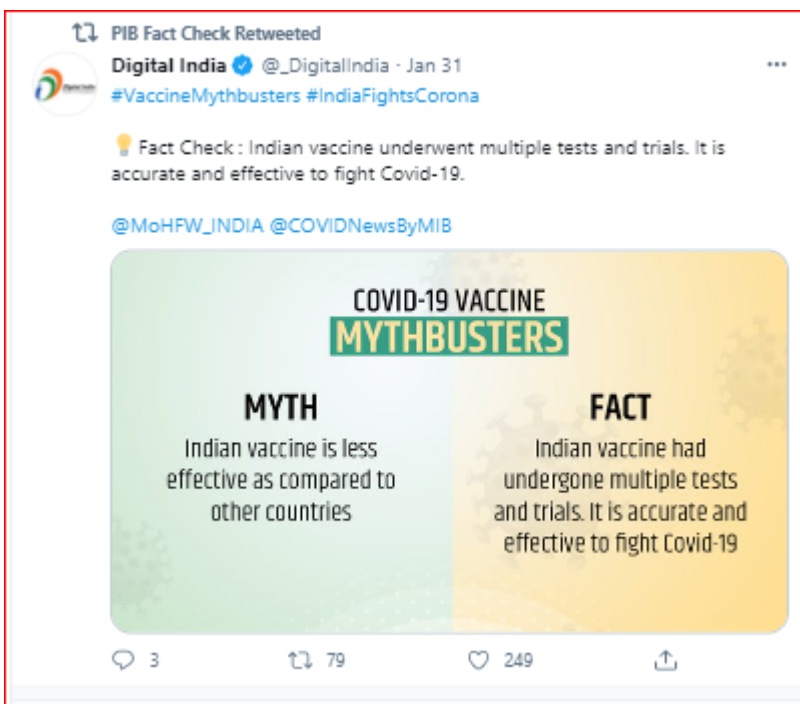 PIB Fact Check Retweeted
Digital India @_DigitalIndia · Jan 31
#VaccineMythbusters #IndiaFightsCorona
Fact Check : Indian vaccine underwent multiple tests and trials. It is
accurate and effective to fight Covid-19.
@MoHFW_INDIA @COVIDNewsByMIB
COVID-19 VACCINE
MYTHBUSTERS
MYTH
Indian vaccine is less
effective as compared to
other countries
FACT
Indian vaccine had
undergone multiple tests
and trials. It is accurate and
effective to fight Covid-19
3 79 249